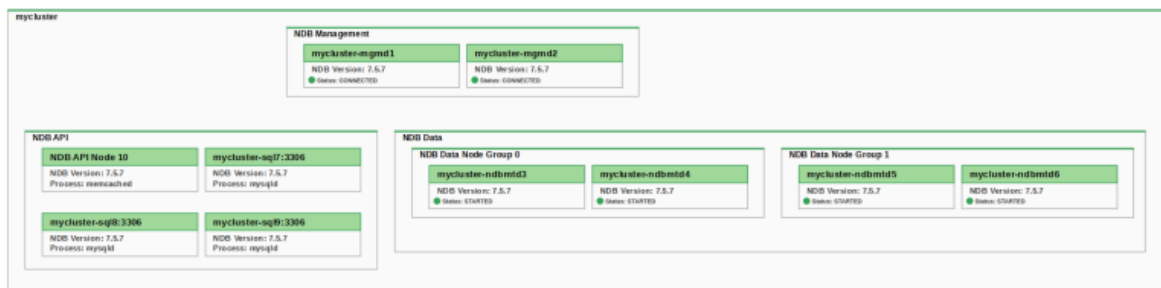 mycluster
NDB Management
mycluster-mgmd1
NDB Version: 7.5.7
Status: CONNECTED
mycluster-mgmd2
NDB Version: 7.5.7
Status: CONNECTED
NDB API
NDB API Node 10
NDB Version: 7.5.7
Process: memcached
mycluster-sql7:3306
NDB Version: 7.5.7
Process: mysqld
mycluster-sql8:3306
NDB Version: 7.5.7
Process: mysqld
mycluster-sql9:3306
NDB Version: 7.5.7
Process: mysqld
NDB Data
NDB Data Node Group 0
mycluster-ndbmtd3
NDB Version: 7.5.7
Status: STARTED
mycluster-ndbmtd4
NDB Version: 7.5.7
Status: STARTED
NDB Data Node Group 1
mycluster-ndbmtd5
NDB Version: 7.5.7
Status: STARTED
mycluster-ndbmtd6
NDB Version: 7.5.7
Status: STARTED